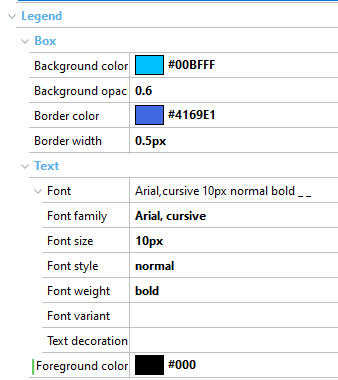 Legend
Box
Background color #00BFFF
Background opac 0.6
Border color #4169E1
Border width 0.5px
Text
Font Arial,cursive 10px normal bold _ _
Font family Arial, cursive
Font size 10px
Font style normal
Font weight bold
Font variant
Text decoration
Foreground color #000